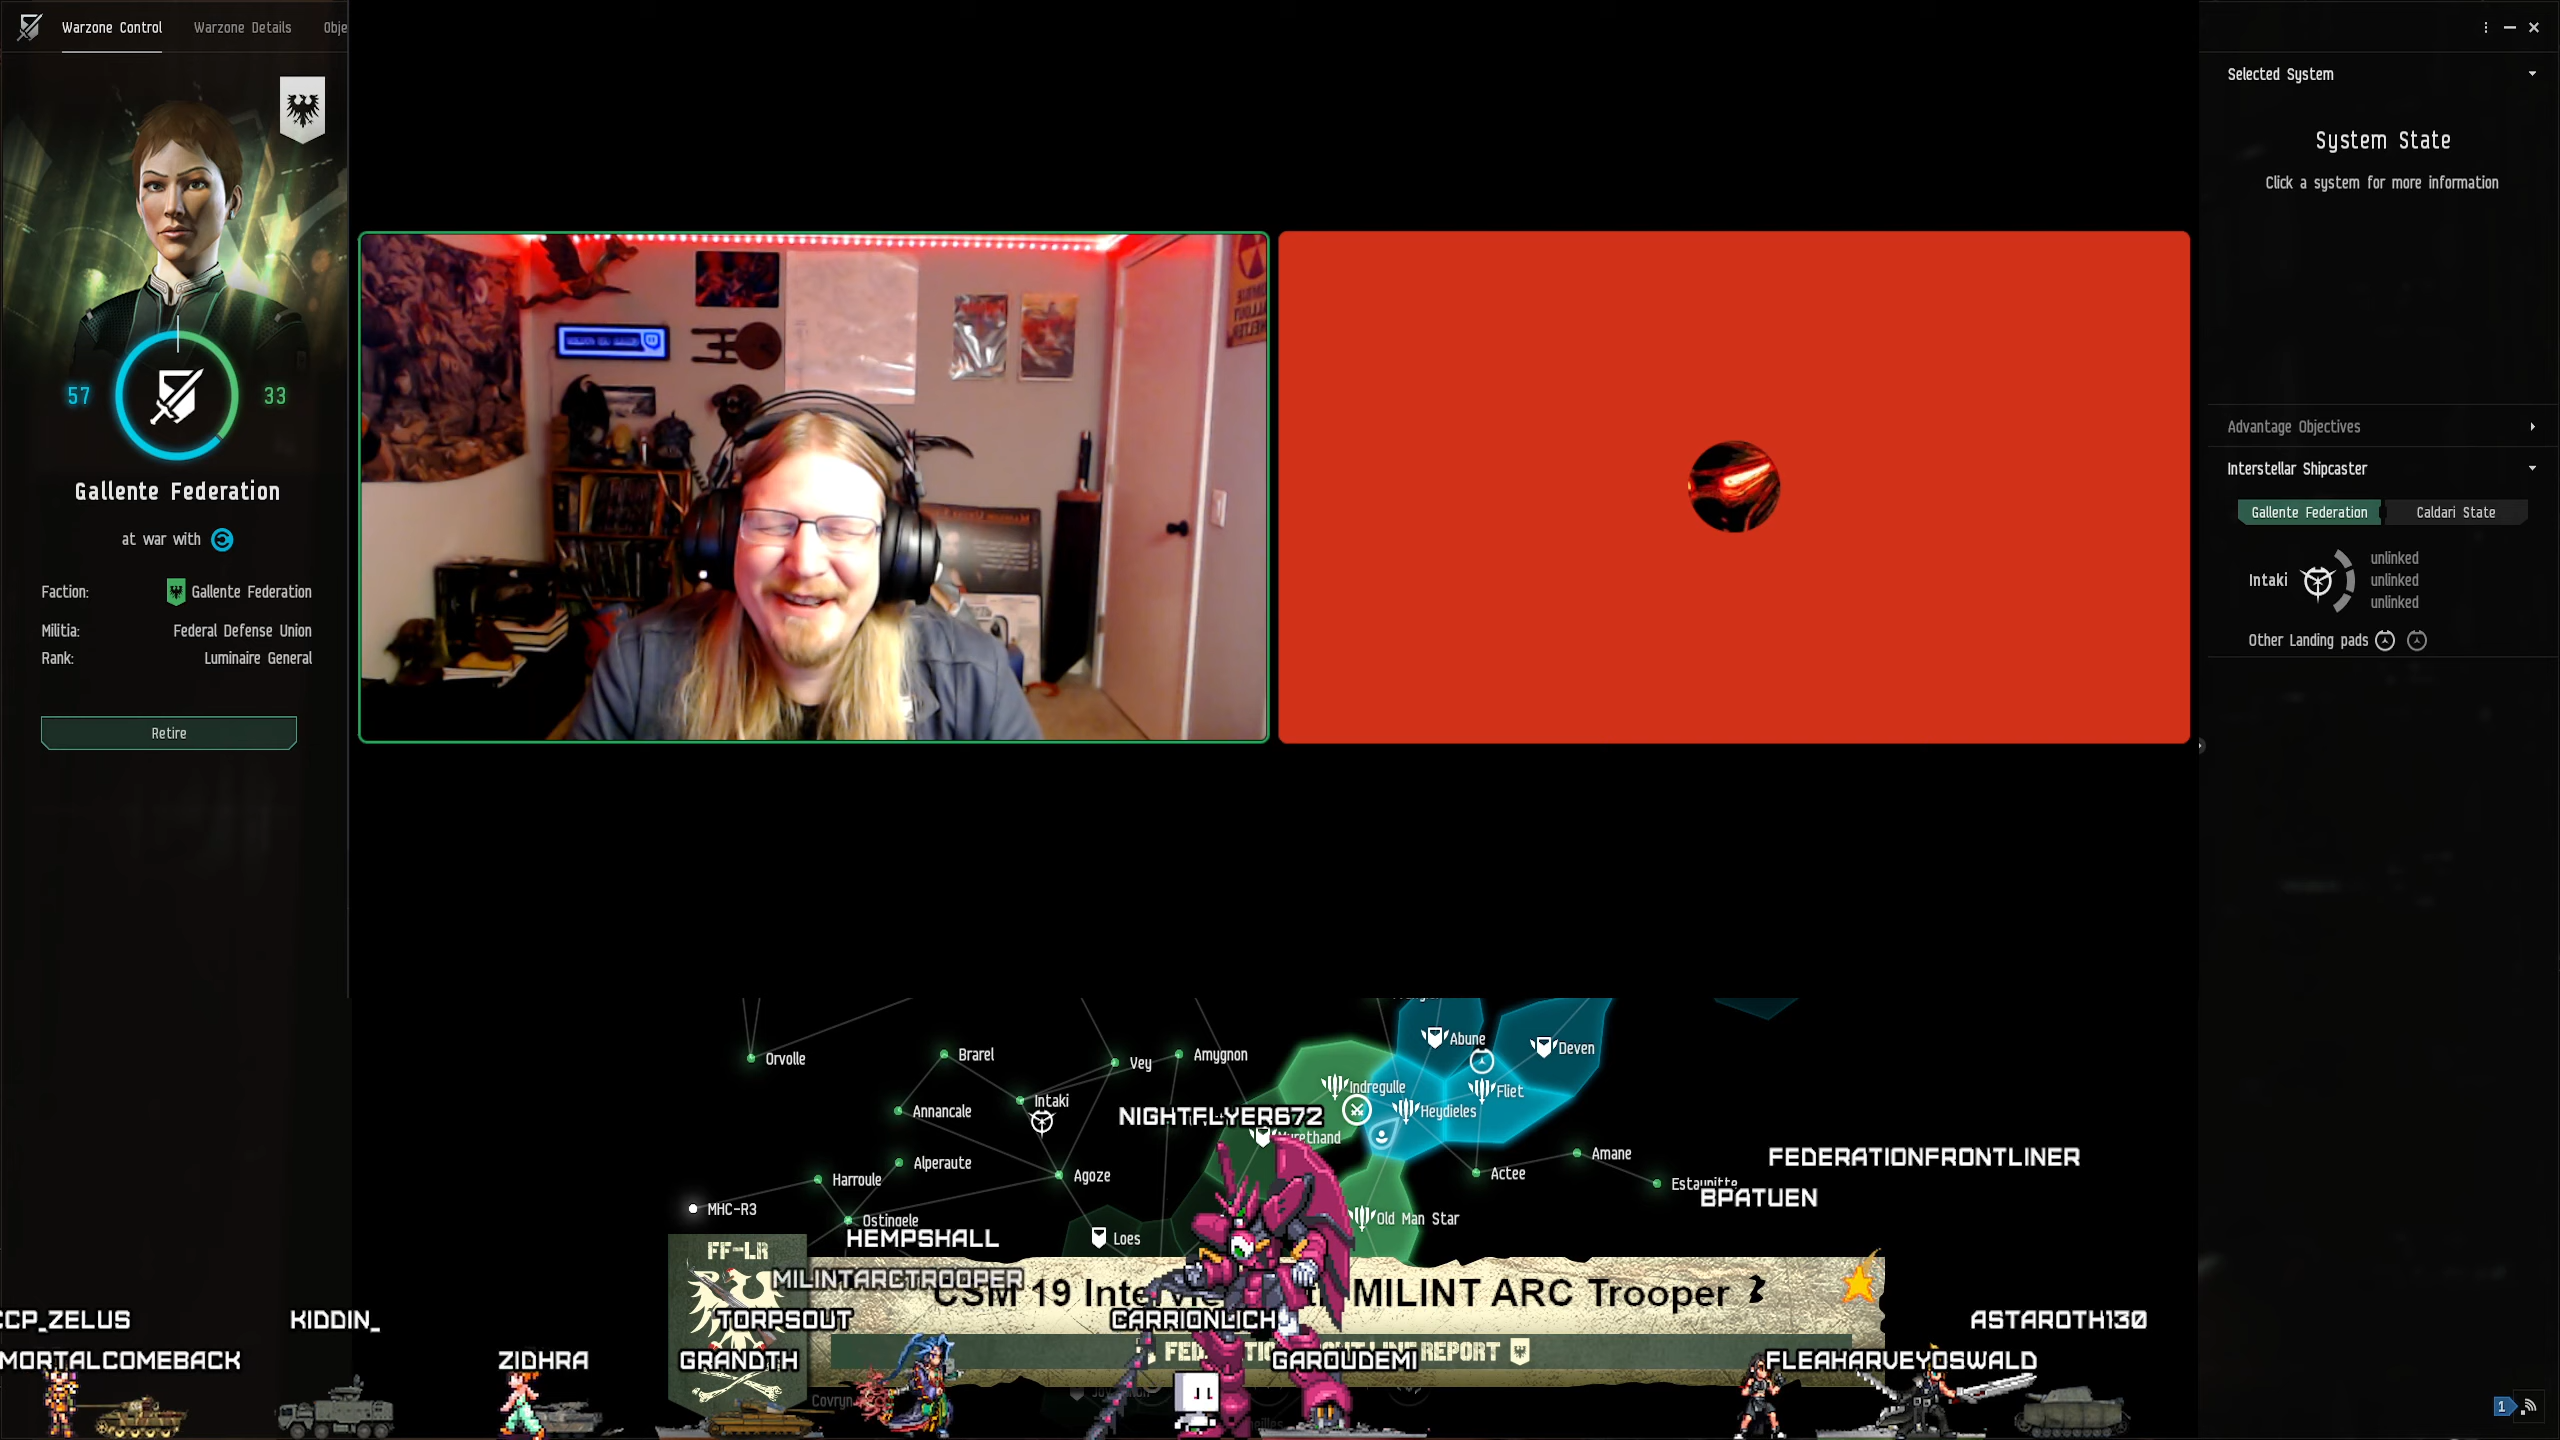 Warzone Control
Warzone Details
Obje
57
33
Gallente Federation
at war with
Faction:
Gallente Federation
Militia:
Federal Defense Union
Rank:
Luminaire General
Retire
Selected System
System State
Click a system for more information
Advantage Objectives
Interstellar Shipcaster
Gallente Federation
Caldari State
Intaki
unlinked
unlinked
unlinked
Other Landing pads
Orvolle
Brarel
Vey
Amygnon
Abune
Deven
Annancale
Intaki
Indregulle
Fliet
Heydieles
NIGHTFLYER672
Alperaute
Harroule
Agoze
Actee
Amane
FEDERATIONFRONTLINER
BPATUEN
MHC-R3
Ostingele
HEMPSHALL
Loes
Old Man Star
FF-LR
MILINTARCTROOPER
CSM 19 MILINT ARC Trooper
CCP_ZELUS
KIDDIN_
TORPSOUT
CARRIONLICH
ASTAROTH130
MORTALCOMEBACK
ZIDHRA
GRANDTH
REPORT
GAROUDEMI
FLEAHARVEYOSWALD
1